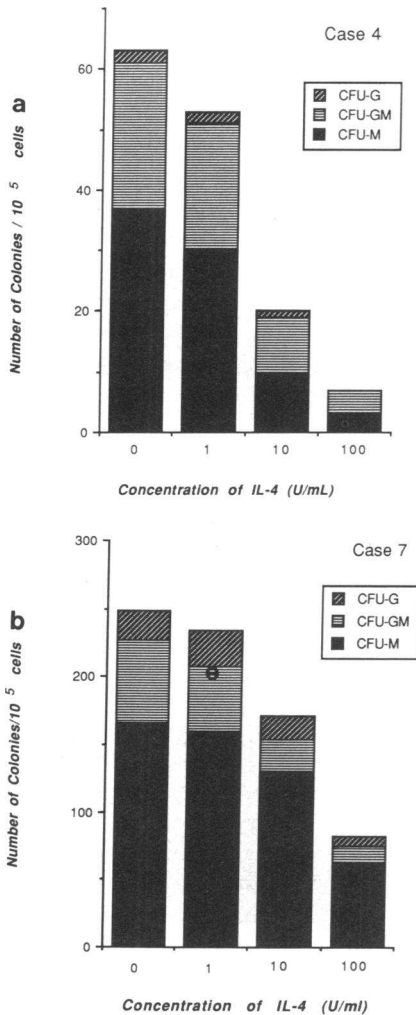 a
Case 4
CFU-G
CFU-GM
CFU-M
Number of Colonies / 10 5 cells
60
40
20
0
0 1 10 100
Concentration of IL-4 (U/mL)
b
Case 7
CFU-G
CFU-GM
CFU-M
Number of Colonies/10 5 cells
300
200
100
0
0 1 10 100
Concentration of IL-4 (U/ml)